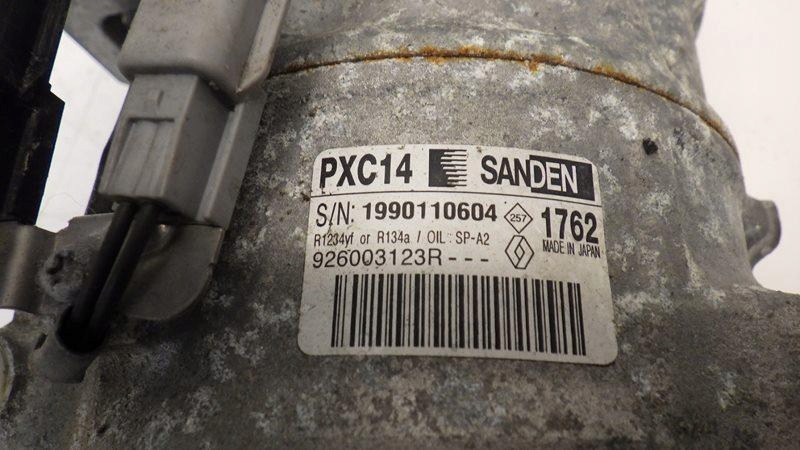 PXC14 SANDEN
S/N: 1990110604 257 1762
R1234yf or R134a / OIL: SP-A2 MADE IN JAPAN
926003123R---